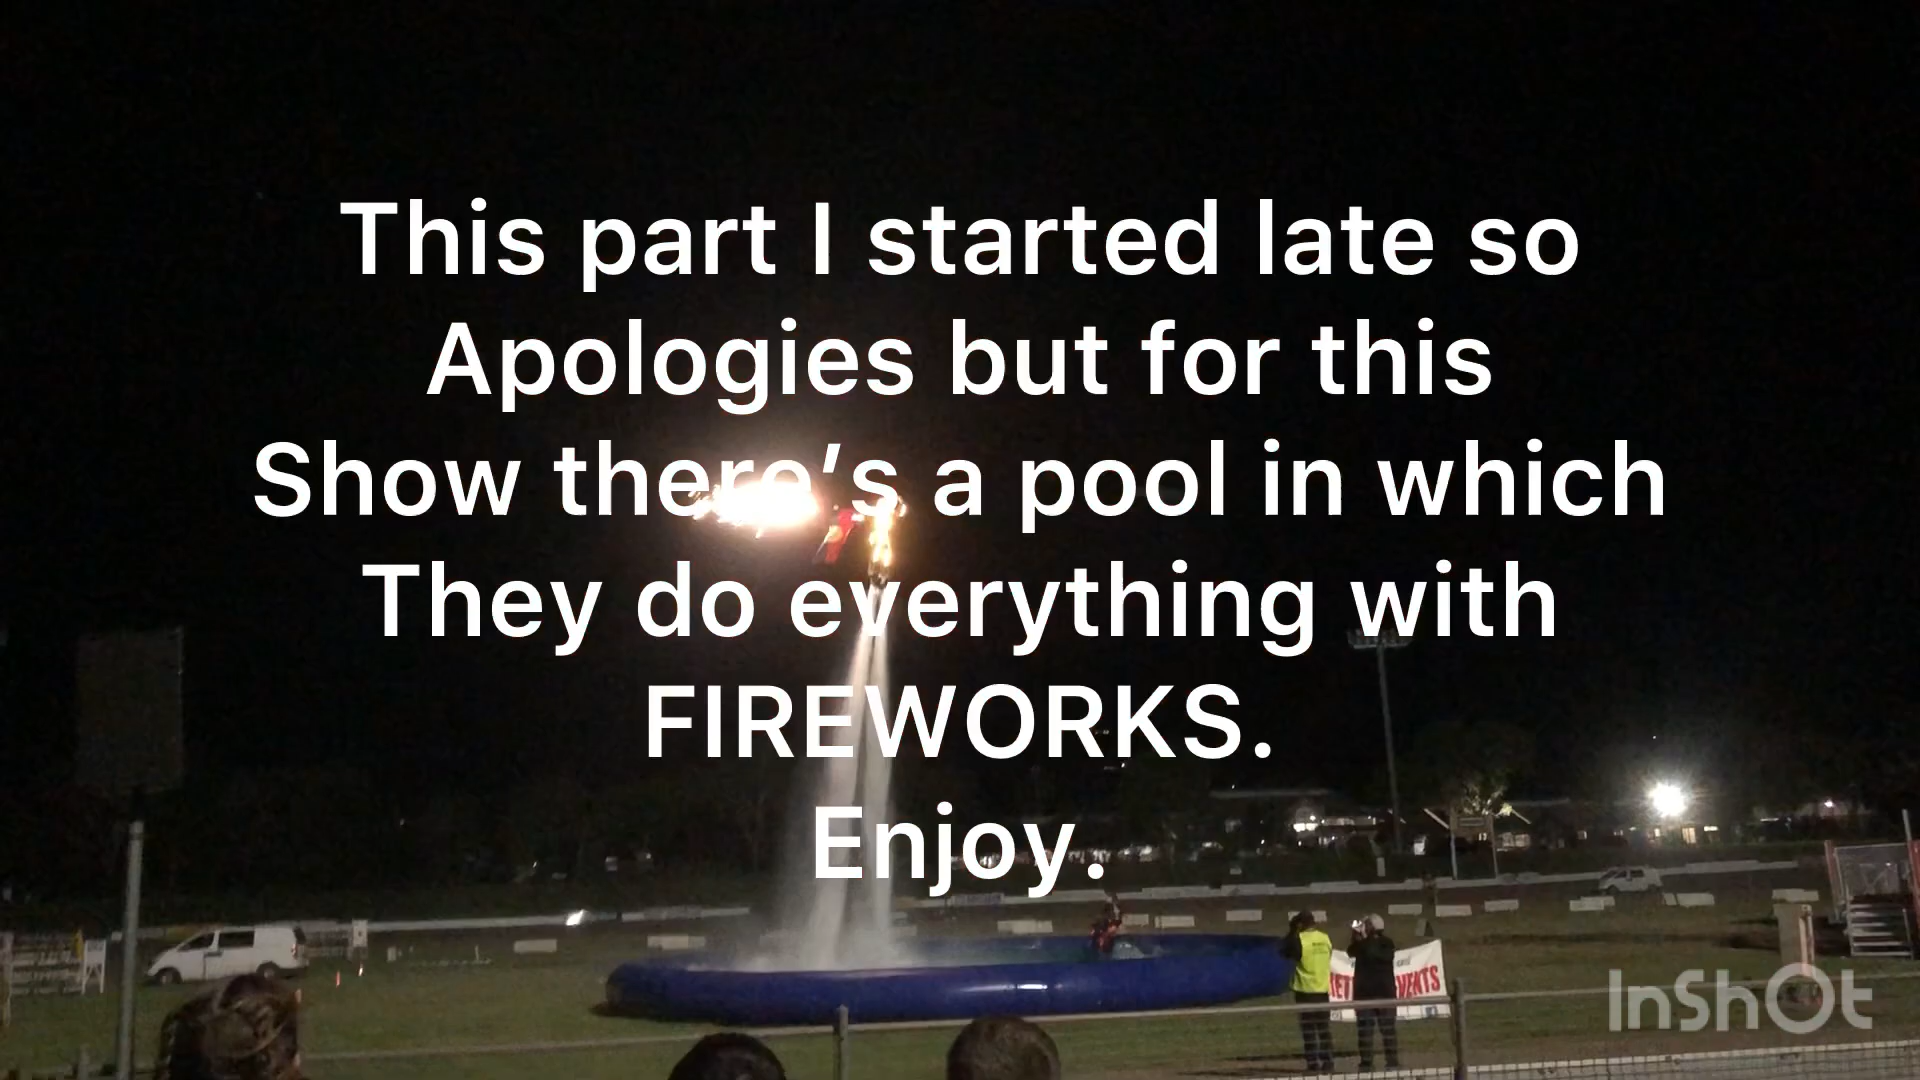 This part I started late so
Apologies but for this
Show there's a pool in which
They do everything with
FIREWORKS.
Enjoy.
InShOt